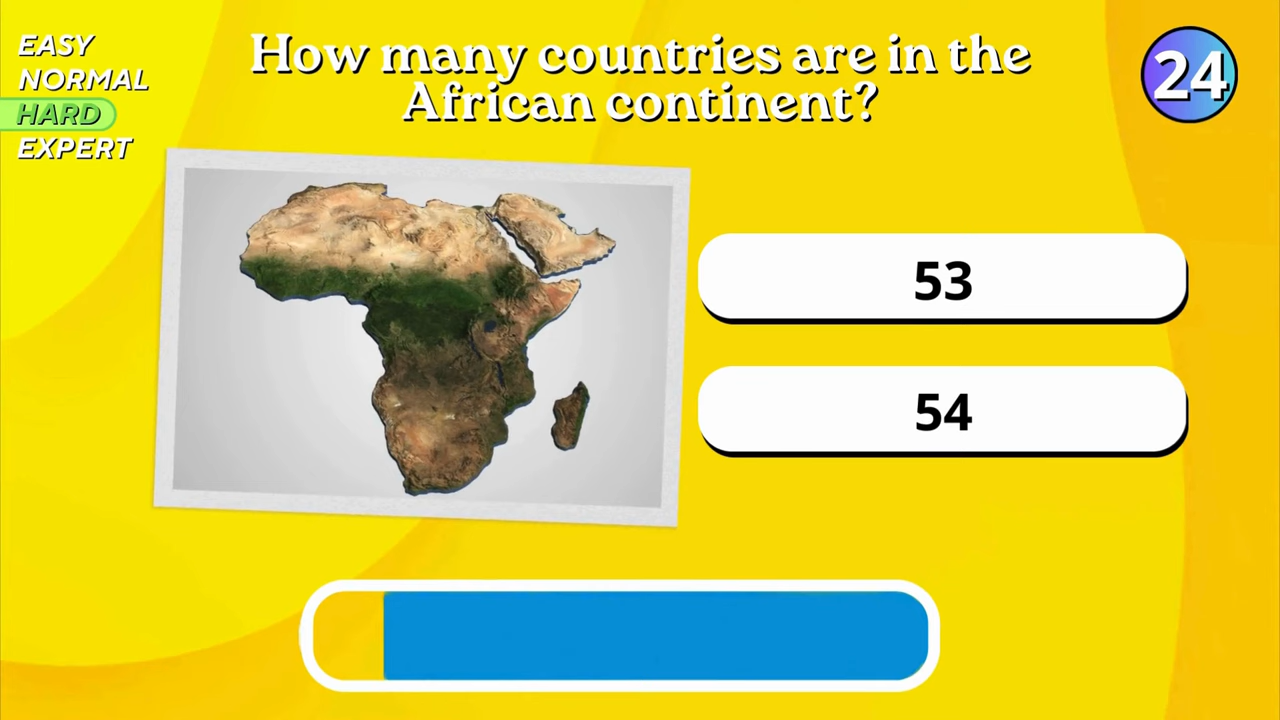 EASY
NORMAL
HARD
EXPERT
How many countries are in the
African continent?
24
53
54